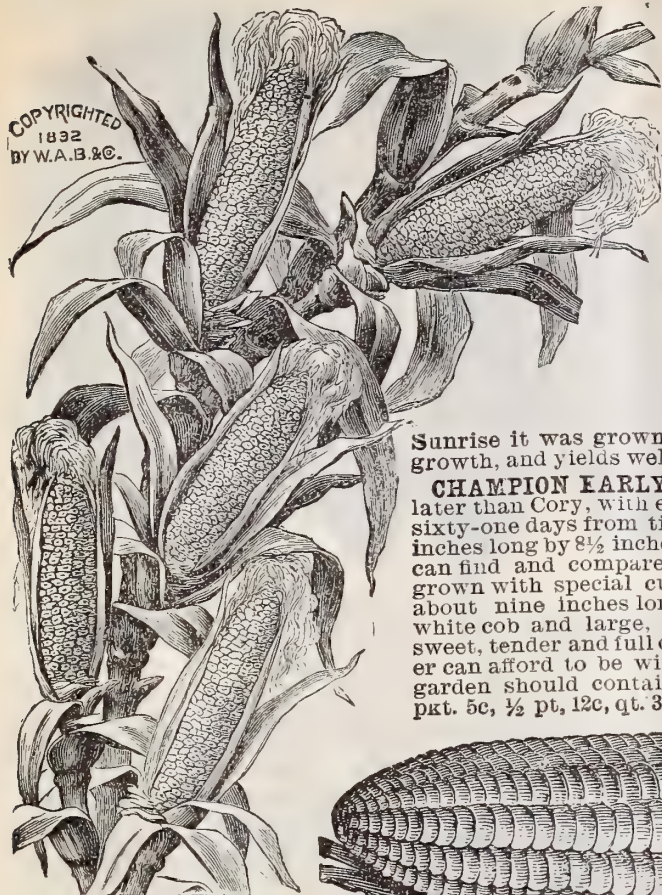 COPYRIGHTED
1892
BY W.A.B.&Co.
Sunrise it was grown
growth, and yields wel
CHAMPION EARLY
later than Cory, with e
sixty-one days from ti
inches long by 8½ inche
can find and compare
grown with special cu
about nine inches lon
white cob and large,
sweet, tender and full o
er can afford to be wi
garden should contai
pkt. 5c, ½ pt, 12c, qt. 3